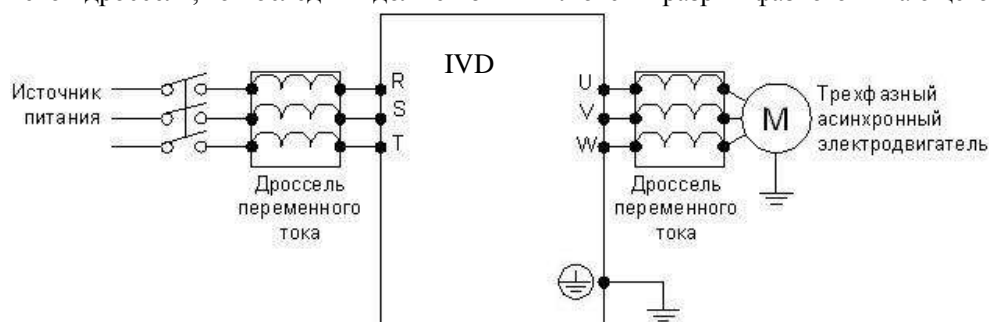 IVD
Источник
питания
R
S
T
U
V
W
M
Трехфазный
асинхронный
электродвигатель
Дроссель
переменного
тока
Дроссель
переменного
тока